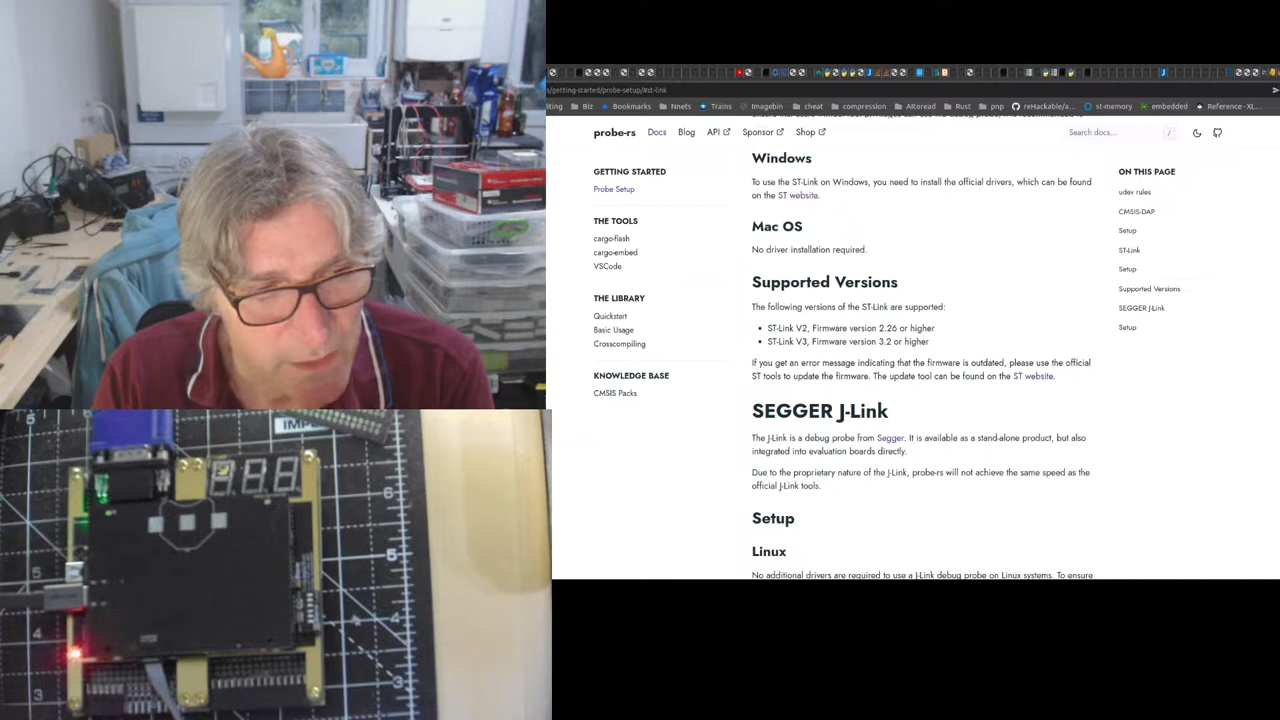 s/getting-started/probe-setup/#st-link
iting Biz Bookmarks Nnets Trains Imagebin cheat compression AItoread Rust pnp reHackable/a... st-memory embedded Reference - XL...
probe-rs Docs Blog API Sponsor Shop Search docs... /
GETTING STARTED
Probe Setup
THE TOOLS
cargo-flash
cargo-embed
VSCode
THE LIBRARY
Quickstart
Basic Usage
Crosscompiling
KNOWLEDGE BASE
CMSIS Packs
Windows
To use the ST-Link on Windows, you need to install the official drivers, which can be found
on the ST website.
Mac OS
No driver installation required.
Supported Versions
The following versions of the ST-Link are supported:
ST-Link V2, Firmware version 2.26 or higher
ST-Link V3, Firmware version 3.2 or higher
If you get an error message indicating that the firmware is outdated, please use the official
ST tools to update the firmware. The update tool can be found on the ST website.
SEGGER J-Link
The J-Link is a debug probe from Segger. It is available as a stand-alone product, but also
integrated into evaluation boards directly.
Due to the proprietary nature of the J-Link, probe-rs will not achieve the same speed as the
official J-Link tools.
Setup
Linux
No additional drivers are required to use a J-Link debug probe on Linux systems. To ensure
ON THIS PAGE
udev rules
CMSIS-DAP
Setup
ST-Link
Setup
Supported Versions
SEGGER J-Link
Setup
IMPE
6
5
4
3
5
4
3